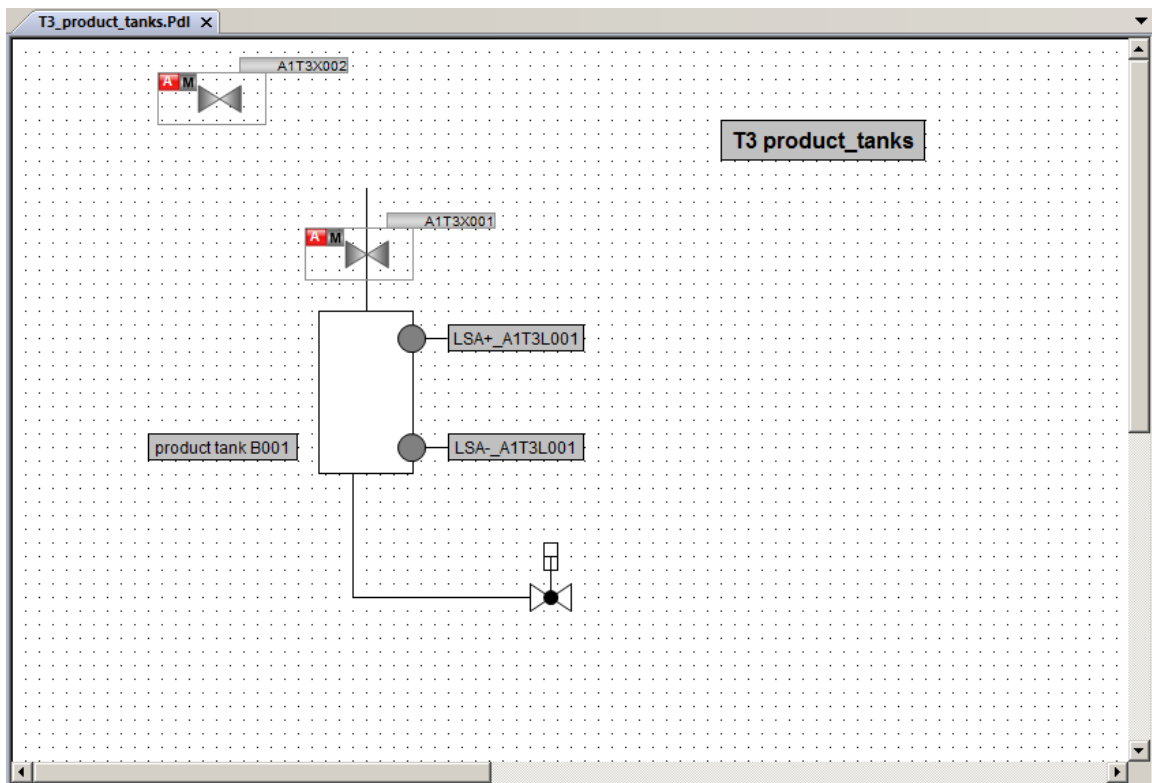 T3_product_tanks.Pdl X
A1T3X002
A M
T3 product_tanks
A1T3X001
A M
LSA+_A1T3L001
product tank B001
LSA-_A1T3L001